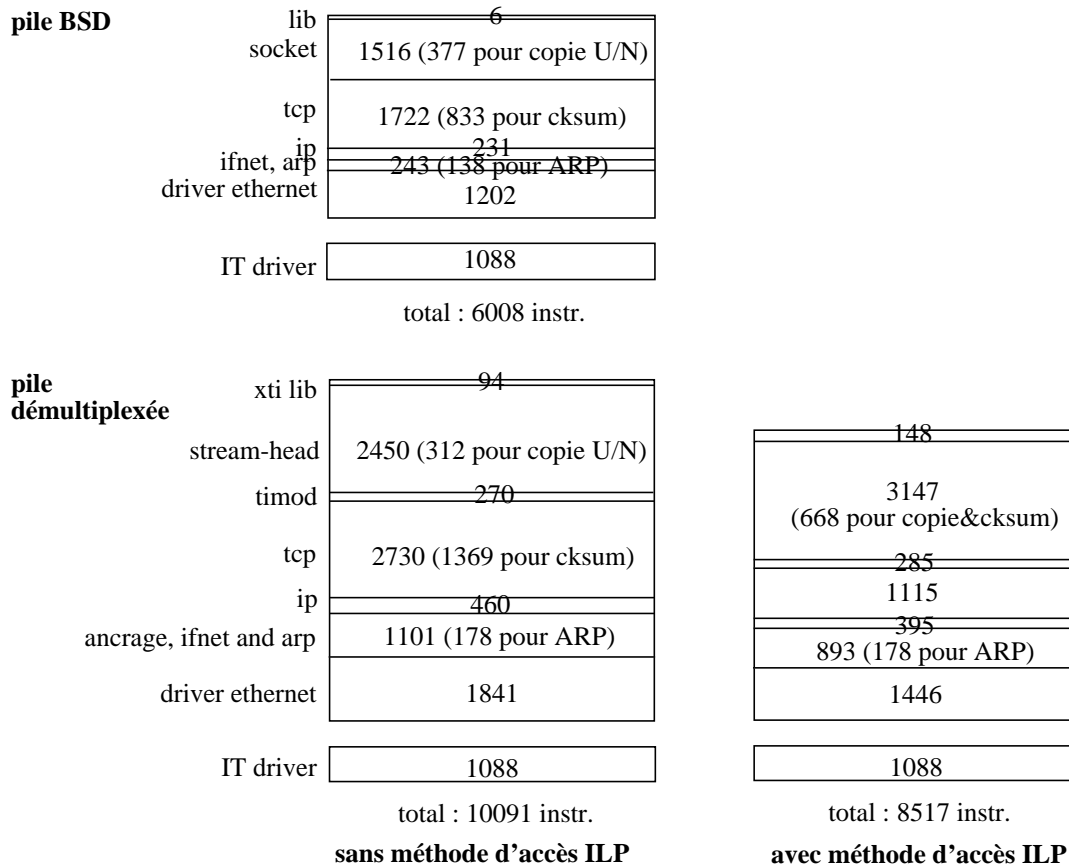 pile BSD
lib
6
socket
1516 (377 pour copie U/N)
tcp
1722 (833 pour cksum)
ip
231
ifnet, arp
243 (138 pour ARP)
driver ethernet
1202
IT driver
1088
total : 6008 instr.
pile
démultiplexée
xti lib
94
148
stream-head
2450 (312 pour copie U/N)
3147
(668 pour copie&cksum)
timod
270
285
tcp
2730 (1369 pour cksum)
1115
ip
460
395
ancrage, ifnet and arp
1101 (178 pour ARP)
893 (178 pour ARP)
driver ethernet
1841
1446
IT driver
1088
1088
total : 10091 instr.
total : 8517 instr.
sans méthode d'accès ILP
avec méthode d'accès ILP